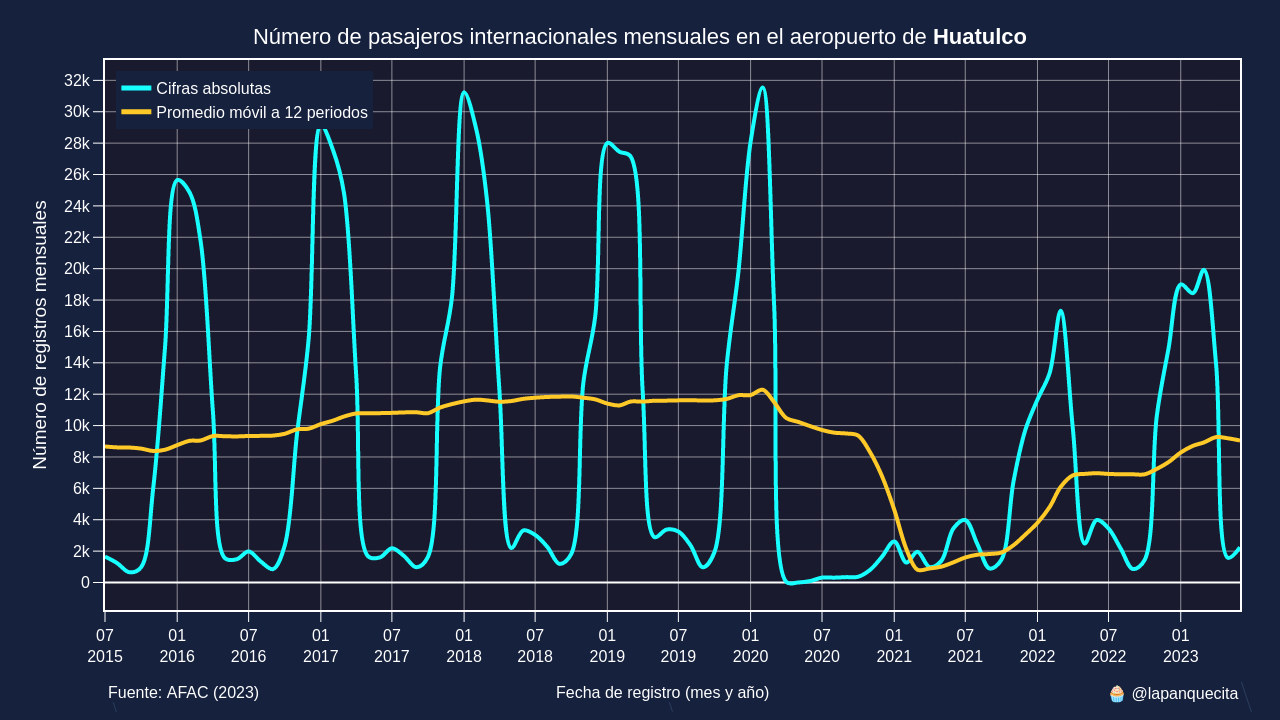 Número de pasajeros internacionales mensuales en el aeropuerto de Huatulco
Cifras absolutas
Promedio móvil a 12 periodos
Número de registros mensuales
32k
30k
28k
26k
24k
22k
20k
18k
16k
14k
12k
10k
8k
6k
4k
2k
0
07 01 07 01 07 01 07 01 07 01 07 01 07 01 07 01
2015 2016 2016 2017 2017 2018 2018 2019 2019 2020 2020 2021 2021 2022 2022 2023
Fuente: AFAC (2023) Fecha de registro (mes y año) 🧁 @lapanquecita